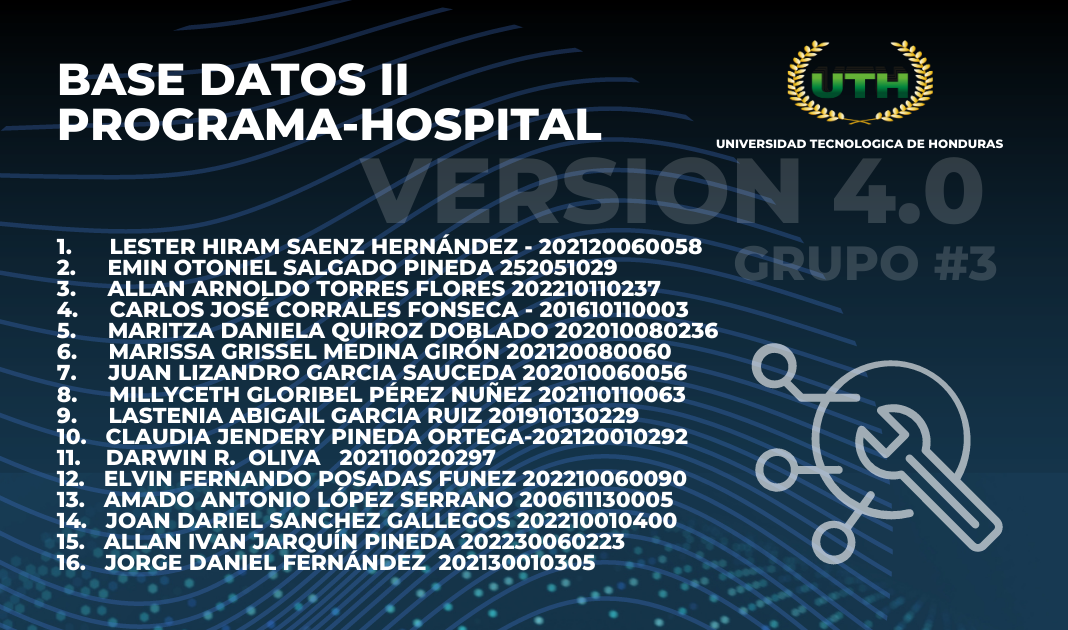 BASE DATOS II
PROGRAMA-HOSPITAL
UTH
UNIVERSIDAD TECNOLOGICA DE HONDURAS
VERSION 4.0
GRUPO #3
1. LESTER HIRAM SAENZ HERNÁNDEZ - 202120060058
2. EMIN OTONIEL SALGADO PINEDA 252051029
3. ALLAN ARNOLDO TORRES FLORES 202210110237
4. CARLOS JOSÉ CORRALES FONSECA - 201610110003
5. MARITZA DANIELA QUIROZ DOBLADO 202010080236
6. MARISSA GRISSEL MEDINA GIRÓN 202120080060
7. JUAN LIZANDRO GARCIA SAUCEDA 202010060056
8. MILLYCETH GLORIBEL PÉREZ NUÑEZ 202110110063
9. LASTENIA ABIGAIL GARCIA RUIZ 201910130229
10. CLAUDIA JENDERY PINEDA ORTEGA-202120010292
11. DARWIN R. OLIVA 202110020297
12. ELVIN FERNANDO POSADAS FUNEZ 202210060090
13. AMADO ANTONIO LÓPEZ SERRANO 200611130005
14. JOAN DARIEL SANCHEZ GALLEGOS 202210010400
15. ALLAN IVAN JARQUÍN PINEDA 202230060223
16. JORGE DANIEL FERNÁNDEZ 202130010305